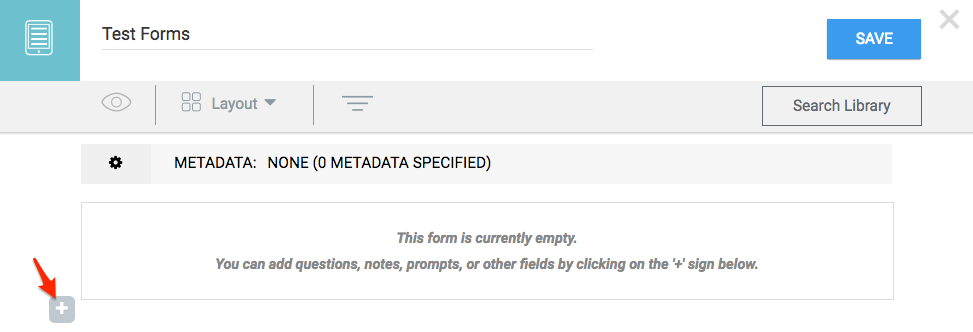 Test Forms
SAVE
Layout
Search Library
METADATA: NONE (0 METADATA SPECIFIED)
This form is currently empty.
You can add questions, notes, prompts, or other fields by clicking on the '+' sign below.